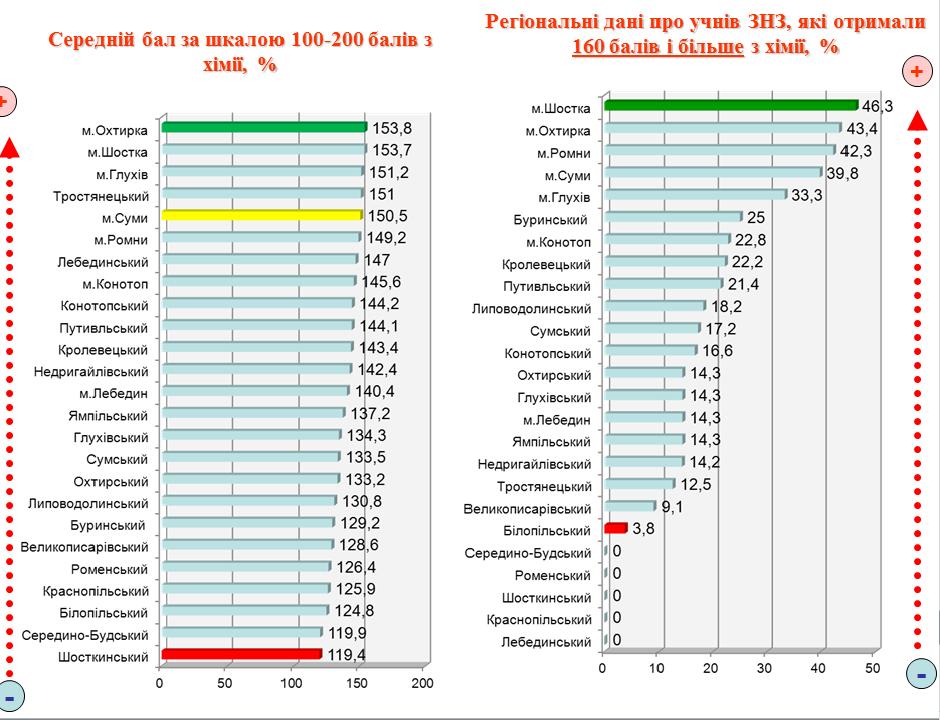 Середній бал за шкалою 100-200 балів з
хімії, %
+
м.Охтирка 153,8
м.Шостка 153,7
м.Глухів 151,2
Тростянецький 151
м.Суми 150,5
м.Ромни 149,2
Лебединський 147
м.Конотоп 145,6
Конотопський 144,2
Путивльський 144,1
Кролевецький 143,4
Недригайлівський 142,4
м.Лебедин 140,4
Ямпільський 137,2
Глухівський 134,3
Сумський 133,5
Охтирський 133,2
Липоводолинський 130,8
Буринський 129,2
Великописарівський 128,6
Роменський 126,4
Краснопільський 125,9
Білопільський 124,8
Середино-Будський 119,9
Шосткинський 119,4
0 50 100 150 200
-
Регіональні дані про учнів ЗНЗ, які отримали
160 балів і більше з хімії, %
+
м.Шостка 46,3
м.Охтирка 43,4
м.Ромни 42,3
м.Суми 39,8
м.Глухів 33,3
Буринський 25
м.Конотоп 22,8
Кролевецький 22,2
Путивльський 21,4
Липоводолинський 18,2
Сумський 17,2
Конотопський 16,6
Охтирський 14,3
Глухівський 14,3
м.Лебедин 14,3
Ямпільський 14,3
Недригайлівський 14,2
Тростянецький 12,5
Великописарівський 9,1
Білопільський 3,8
Середино-Будський 0
Роменський 0
Шосткинський 0
Краснопільський 0
Лебединський 0
0 10 20 30 40 50
-